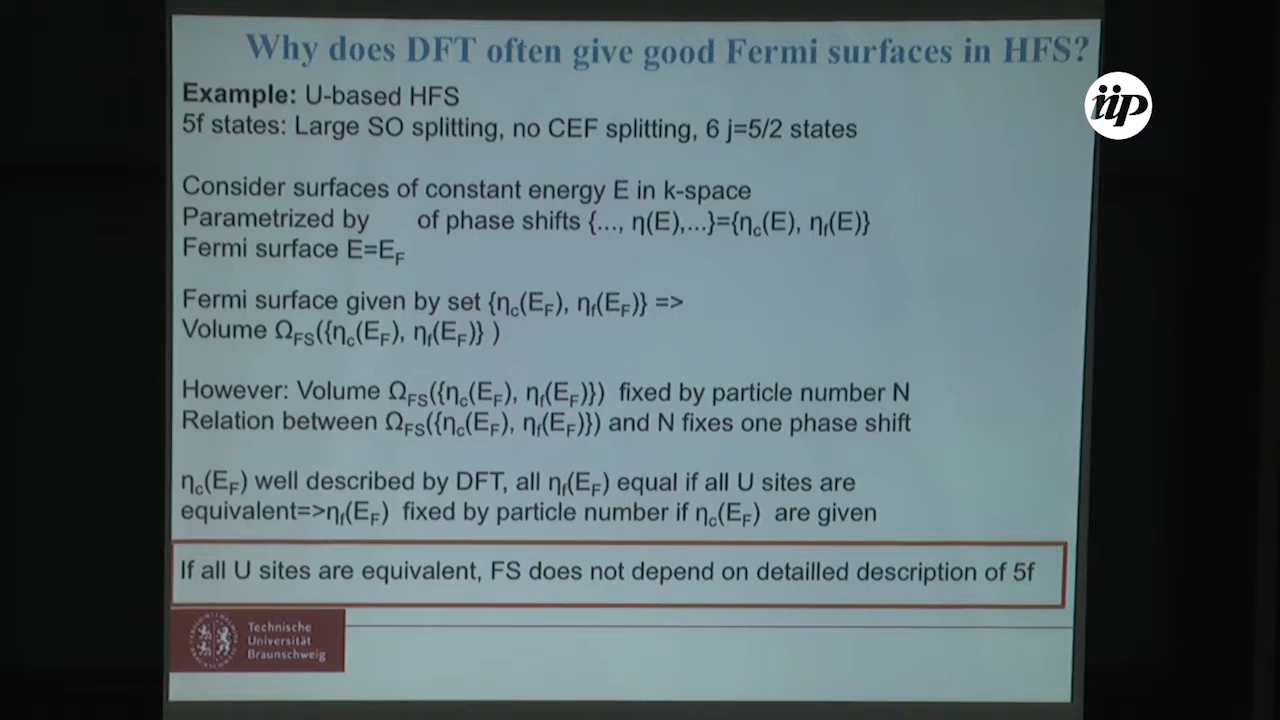 Why does DFT often give good Fermi surfaces in HFS?
iip
Example: U-based HFS
5f states: Large SO splitting, no CEF splitting, 6 j=5/2 states
Consider surfaces of constant energy E in k-space
Parametrized by of phase shifts {..., η(E),...}={ηc(E), ηf(E)}
Fermi surface E=EF
Fermi surface given by set {ηc(EF), ηf(EF)} =>
Volume ΩFS({ηc(EF), ηf(EF)} )
However: Volume ΩFS({ηc(EF), ηf(EF)}) fixed by particle number N
Relation between ΩFS({ηc(EF), ηf(EF)}) and N fixes one phase shift
ηc(EF) well described by DFT, all ηf(EF) equal if all U sites are
equivalent=>ηf(EF) fixed by particle number if ηc(EF) are given
If all U sites are equivalent, FS does not depend on detailled description of 5f
Technische
Universität
Braunschweig